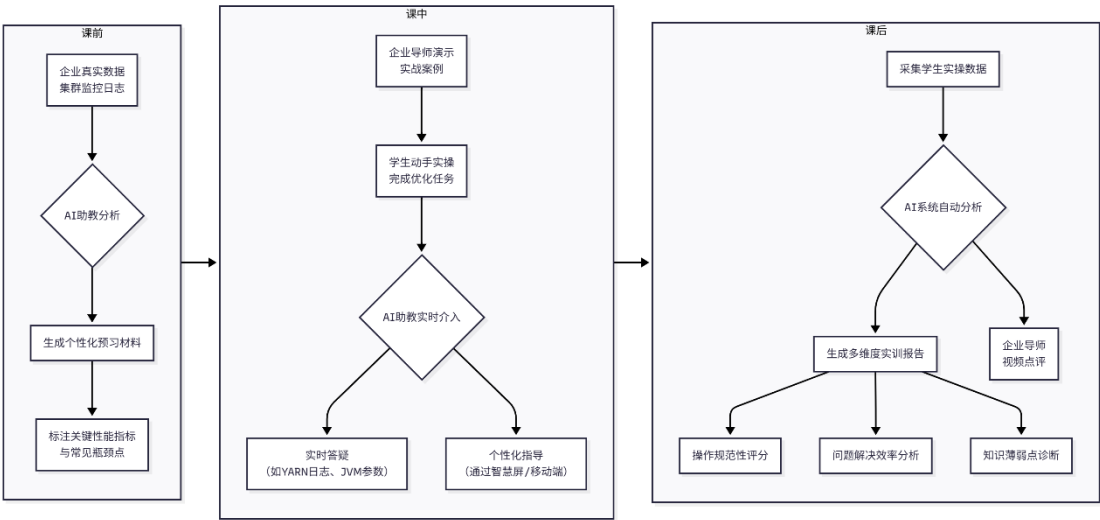 课前
企业真实数据
集群监控日志
AI助教分析
生成个性化预习材料
标注关键性能指标
与常见瓶颈点
课中
企业导师演示
实战案例
学生动手实操
完成优化任务
AI助教实时介入
实时答疑
(如YARN日志、JVM参数)
个性化指导
(通过智慧屏/移动端)
课后
采集学生实操数据
AI系统自动分析
生成多维度实训报告
企业导师
视频点评
操作规范性评分
问题解决效率分析
知识薄弱点诊断